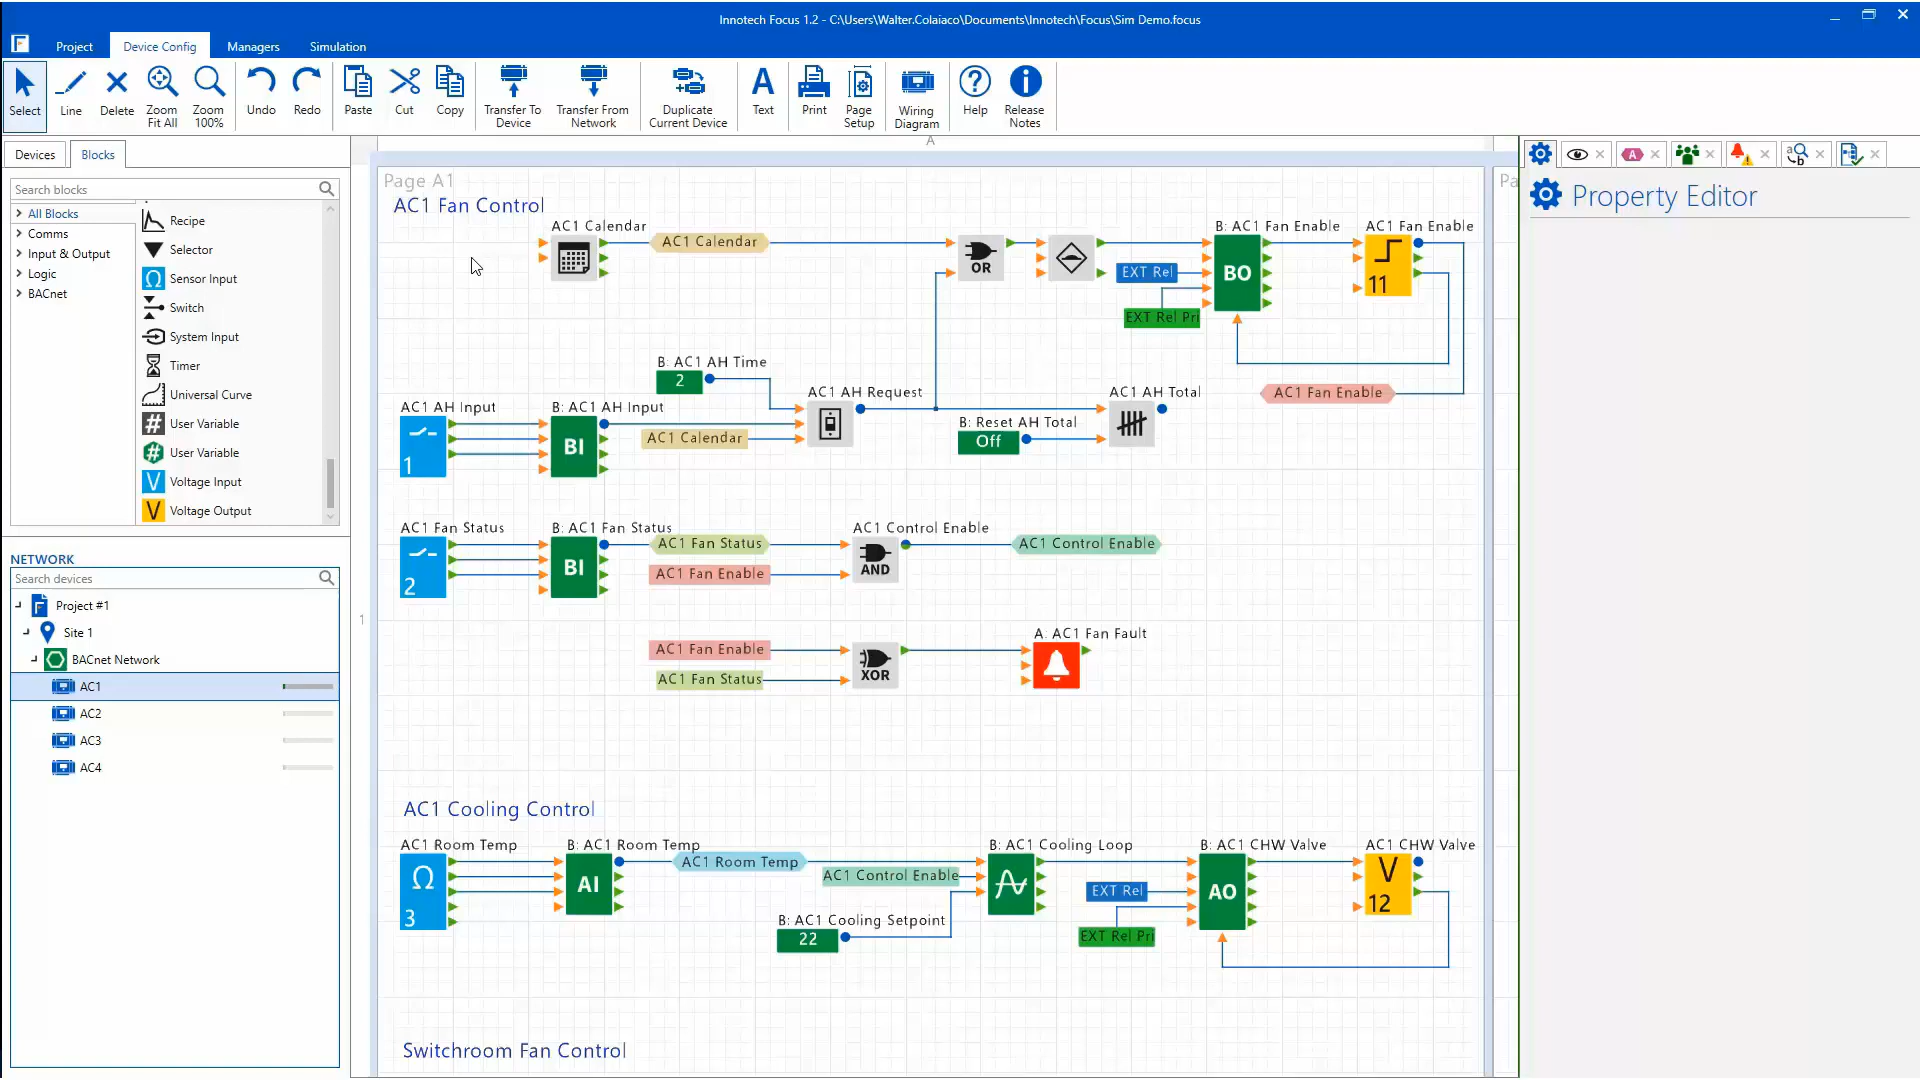 Innotech Focus 1.2 - C:\Users\Walter.Colaiaco\Documents\Innotech\Focus\Sim Demo.focus
Project
Device Config
Managers
Simulation
Select
Line
Delete
Zoom Fit All
Zoom 100%
Undo
Redo
Paste
Cut
Copy
Transfer To Device
Transfer From Network
Duplicate Current Device
Text
Print
Page Setup
Wiring Diagram
Help
Release Notes
Devices
Blocks
Search blocks
All Blocks
Comms
Input & Output
Logic
BACnet
Recipe
Selector
Sensor Input
Switch
System Input
Timer
Universal Curve
User Variable
User Variable
Voltage Input
Voltage Output
NETWORK
Search devices
Project #1
Site 1
BACnet Network
AC1
AC2
AC3
AC4
A
1
Page A1
Pa
AC1 Fan Control
AC1 Calendar
AC1 Calendar
OR
EXT Rel
EXT Rel Pri
B: AC1 Fan Enable
BO
AC1 Fan Enable
11
B: AC1 AH Time
2
AC1 Fan Enable
AC1 AH Input
1
B: AC1 AH Input
BI
AC1 Calendar
AC1 AH Request
B: Reset AH Total
Off
AC1 AH Total
AC1 Fan Status
2
B: AC1 Fan Status
BI
AC1 Fan Status
AC1 Fan Enable
AC1 Control Enable
AND
AC1 Control Enable
AC1 Fan Enable
AC1 Fan Status
XOR
A. AC1 Fan Fault
AC1 Cooling Control
AC1 Room Temp
Ω
3
B: AC1 Room Temp
AI
AC1 Room Temp
AC1 Control Enable
B: AC1 Cooling Setpoint
22
B: AC1 Cooling Loop
EXT Rel
EXT Rel Pri
B: AC1 CHW Valve
AO
AC1 CHW Valve
V
12
Switchroom Fan Control
Property Editor